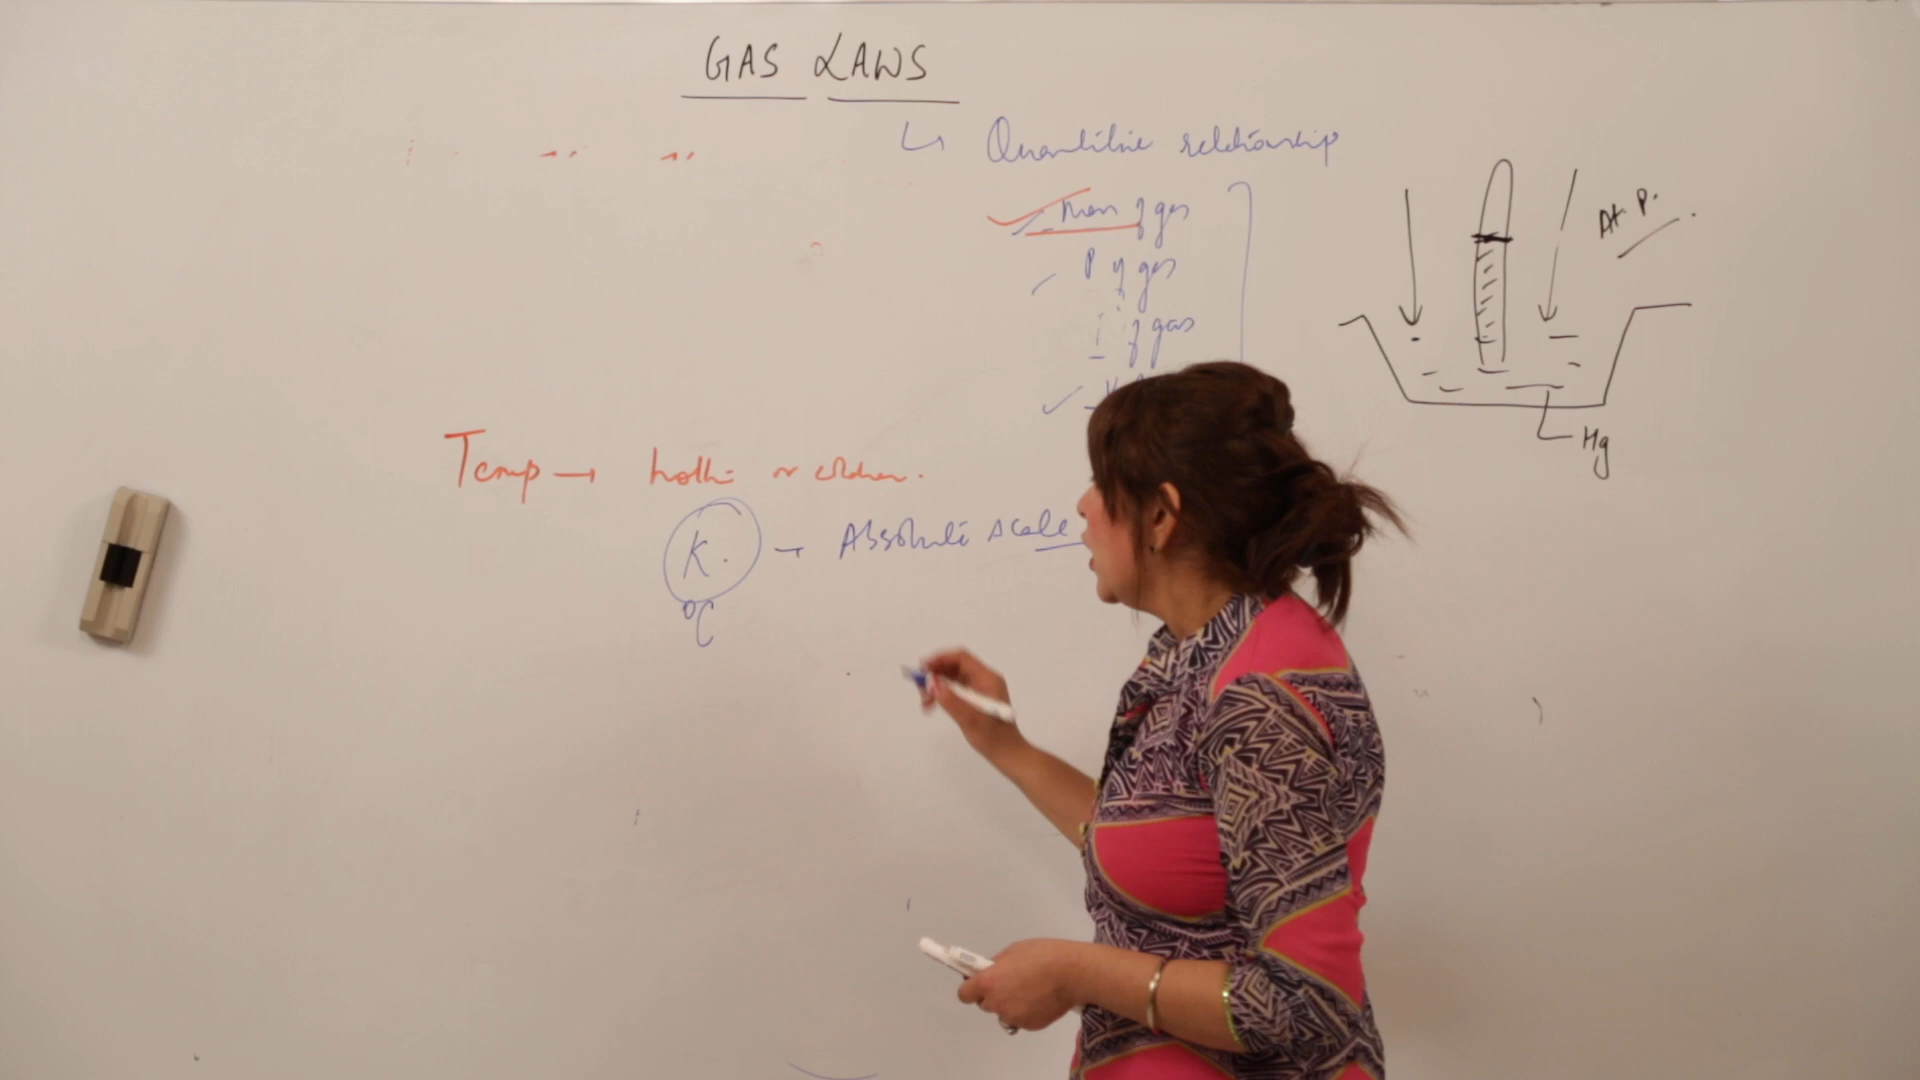 GAS LAWS
↳ Quantitive relationship
Mass of gas
P of gas
T of gas
At. P.
Hg
Temp → hotter or colder.
K. → Absolute scale
°C